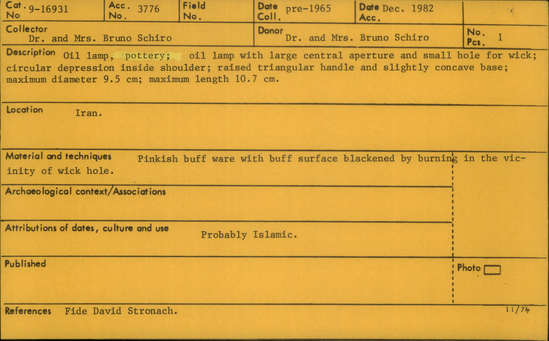 Cat. No 9-16931 Acc. No. 3776 Field No. Date Coll. pre-1965 Date Acc. Dec. 1982
Collector Dr. and Mrs. Bruno Schiro Donor Dr. and Mrs. Bruno Schiro No. Pcs. 1
Description Oil lamp, pottery; oil lamp with large central aperture and small hole for wick;
circular depression inside shoulder; raised triangular handle and slightly concave base;
maximum diameter 9.5 cm; maximum length 10.7 cm.
Location Iran.
Material and techniques Pinkish buff ware with buff surface blackened by burning in the vic-
inity of wick hole.
Archaeological context/Associations
Attributions of dates, culture and use Probably Islamic.
Published
Photo
References Fide David Stronach.
11/74